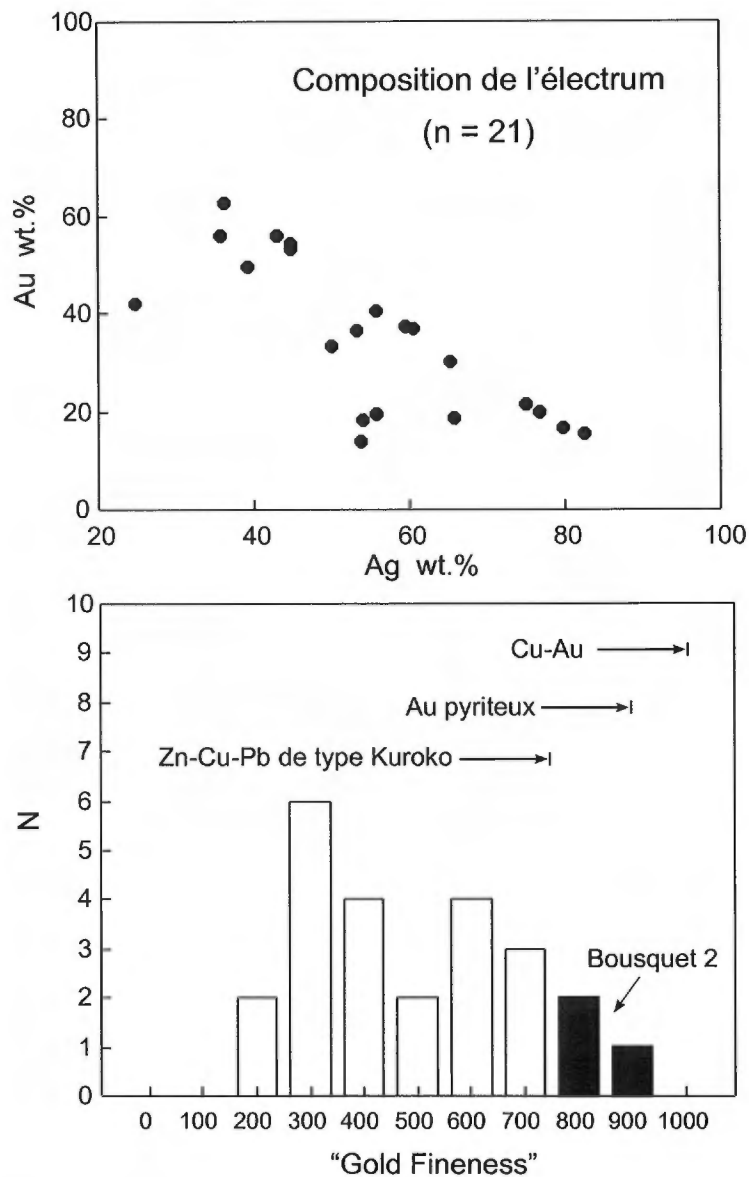 100
Composition de l'électrum
(n = 21)
80
60
40
20
0
Au wt.%
20 40 60 80 100
Ag wt.%
10
9
8
7
6
5
4
3
2
1
0
N
Cu-Au
Au pyriteux
Zn-Cu-Pb de type Kuroko
Bousquet 2
0 100 200 300 400 500 600 700 800 900 1000
“Gold Fineness”